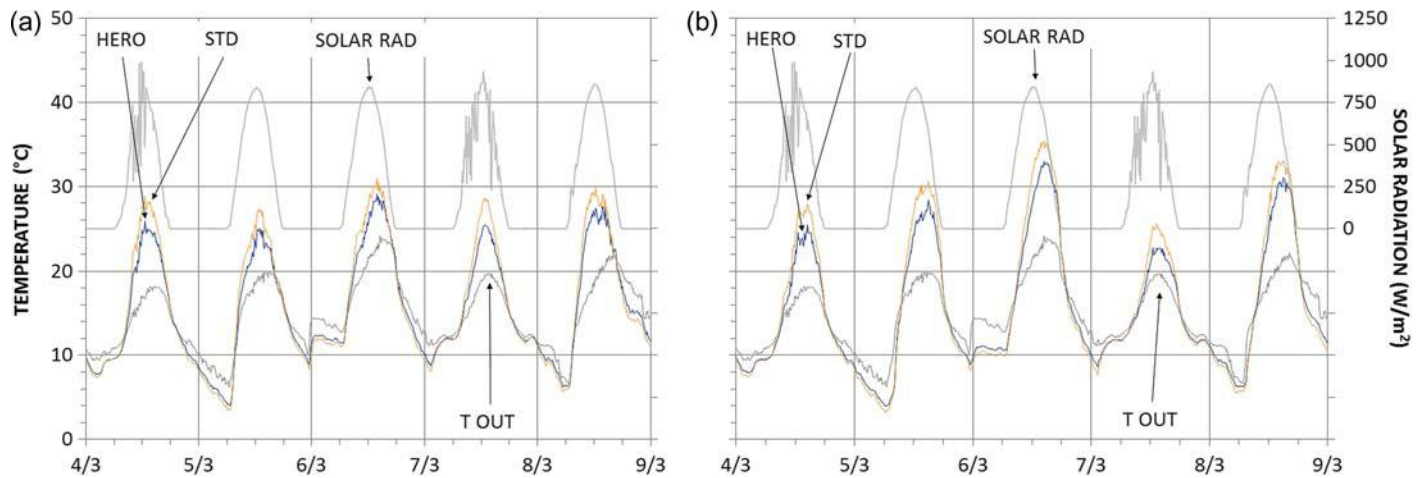 (a)
50
40
30
20
10
0
TEMPERATURE (°C)
HERO
STD
SOLAR RAD
T OUT
4/3 5/3 6/3 7/3 8/3 9/3
(b)
HERO
STD
SOLAR RAD
T OUT
4/3 5/3 6/3 7/3 8/3 9/3
1250
1000
750
500
250
0
SOLAR RADIATION (W/m²)